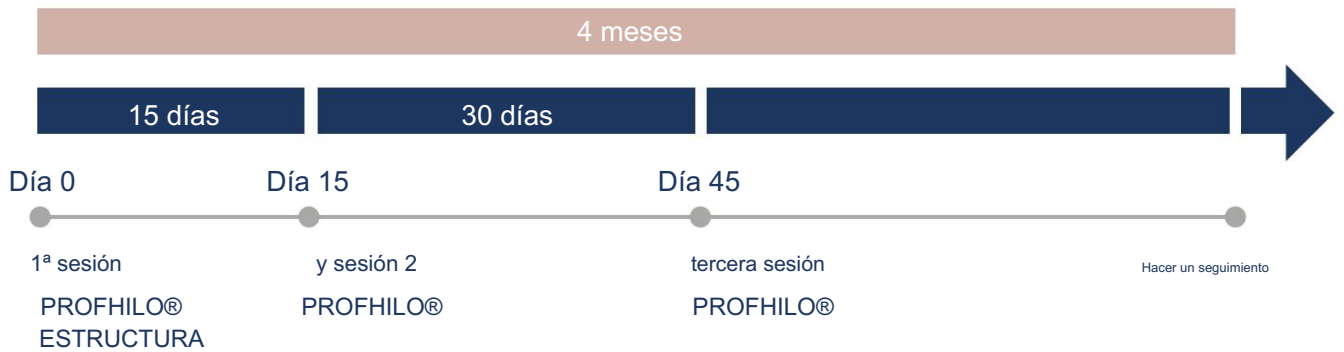 4 meses
15 días
30 días
Día 0
Día 15
Día 45
1ª sesión
y sesión 2
tercera sesión
Hacer un seguimiento
PROFHILO®
PROFHILO®
PROFHILO®
ESTRUCTURA